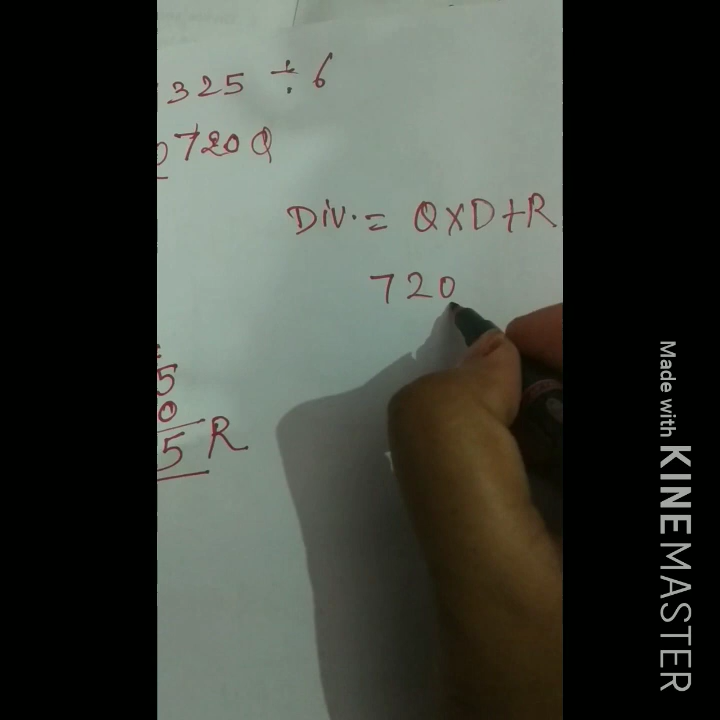 325 ÷ 6
720 Q
Div. = Q X D + R
720
5
0
5 R
Made with KINEMASTER